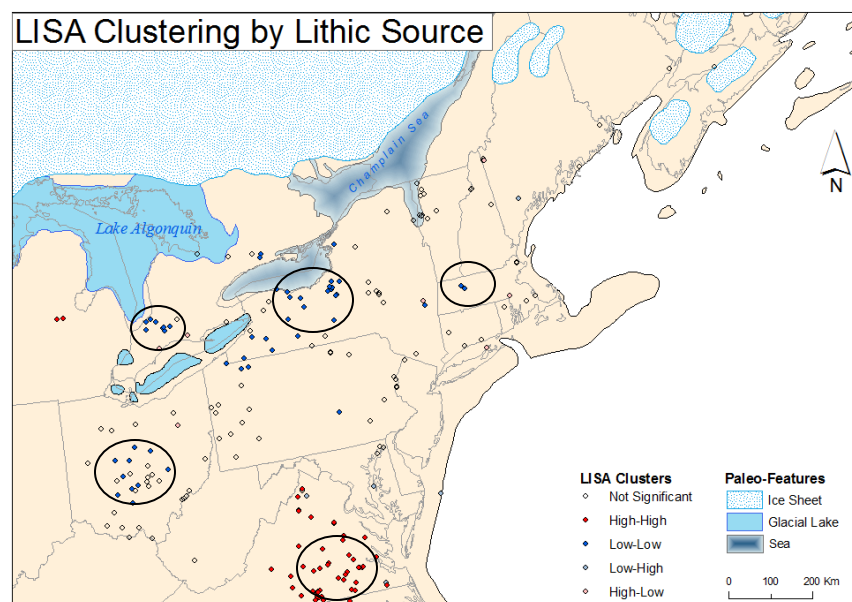 LISA Clustering by Lithic Source
Champlain Sea
Lake Algonquin
N
LISA Clusters
Not Significant
High-High
Low-Low
Low-High
High-Low
Paleo-Features
Ice Sheet
Glacial Lake
Sea
0 100 200 Km